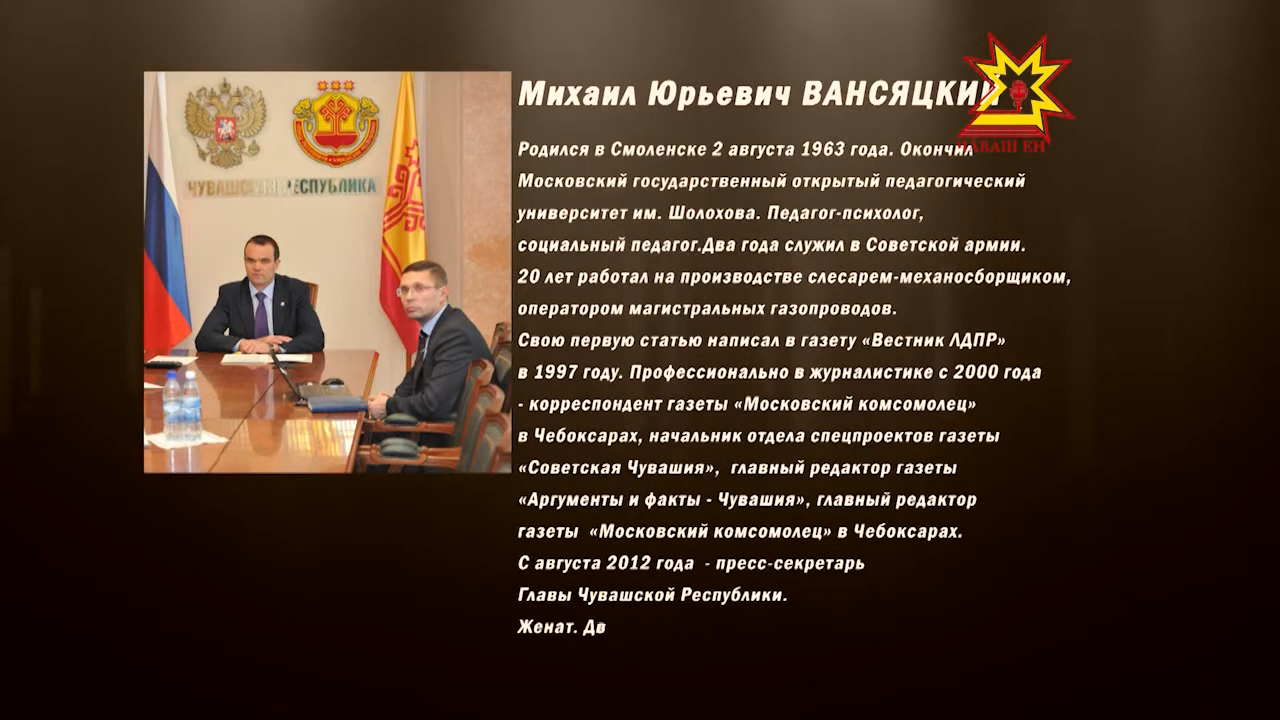 ЧУВАШСКАЯ РЕСПУБЛИКА
Михаил Юрьевич ВАНСЯЦКИЙ
ЧӐВАШ ЕН
Родился в Смоленске 2 августа 1963 года. Окончил
Московский государственный открытый педагогический
университет им. Шолохова. Педагог-психолог,
социальный педагог.Два года служил в Советской армии.
20 лет работал на производстве слесарем-механосборщиком,
оператором магистральных газопроводов.
Свою первую статью написал в газету «Вестник ЛДПР»
в 1997 году. Профессионально в журналистике с 2000 года
- корреспондент газеты «Московский комсомолец»
в Чебоксарах, начальник отдела спецпроектов газеты
«Советская Чувашия»,  главный редактор газеты
«Аргументы и факты - Чувашия», главный редактор
газеты  «Московский комсомолец» в Чебоксарах.
С августа 2012 года  - пресс-секретарь
Главы Чувашской Республики.
Женат. Дв